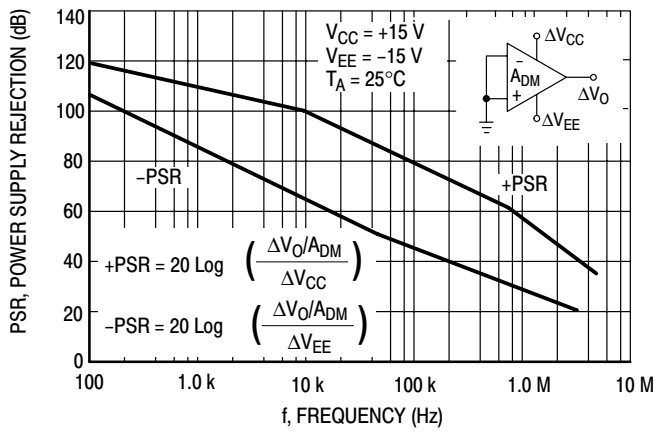 PSR, POWER SUPPLY REJECTION (dB)
140
120
100
80
60
40
20
0
V_CC = +15 V
V_EE = −15 V
T_A = 25°C
ΔV_CC
−
A_DM
+
ΔV_O
ΔV_EE
−PSR
+PSR
+PSR = 20 Log (ΔV_O/A_DM / ΔV_CC)
−PSR = 20 Log (ΔV_O/A_DM / ΔV_EE)
100 1.0 k 10 k 100 k 1.0 M 10 M
f, FREQUENCY (Hz)